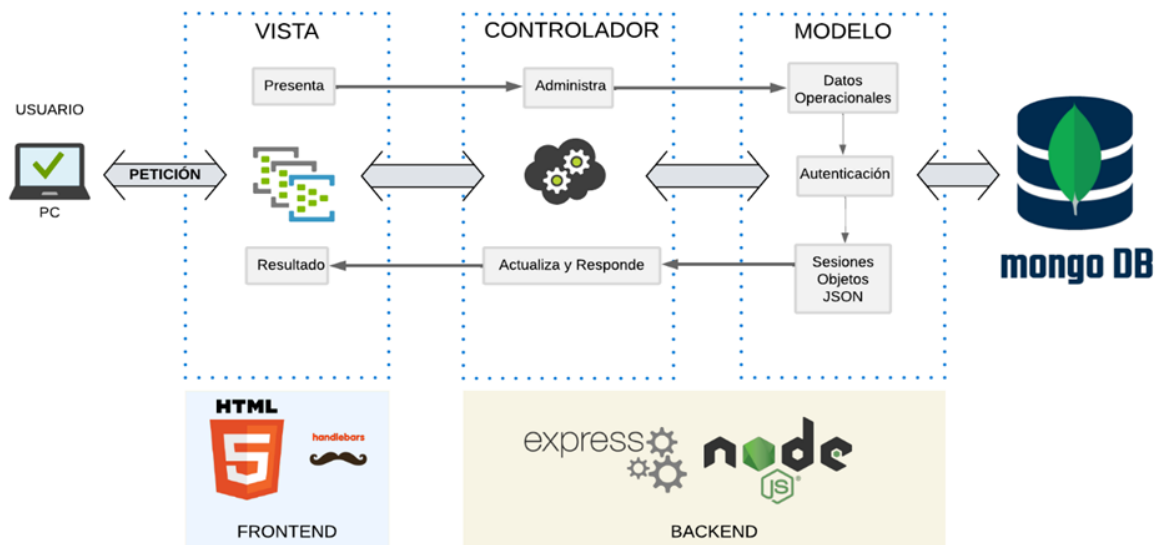 VISTA
CONTROLADOR
MODELO
Presenta
Administra
Datos
Operacionales
USUARIO
PETICIÓN
PC
Autenticación
mongo DB
Resultado
Actualiza y Responde
Sesiones
Objetos
JSON
HTML
5
handlebars
express
node
JS®
FRONTEND
BACKEND